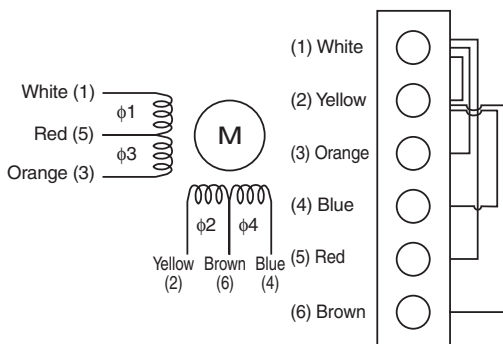 White (1)
ϕ1
Red (5)
ϕ3
Orange (3)
M
ϕ2
ϕ4
Yellow
(2)
Brown
(6)
Blue
(4)
(1) White
(2) Yellow
(3) Orange
(4) Blue
(5) Red
(6) Brown